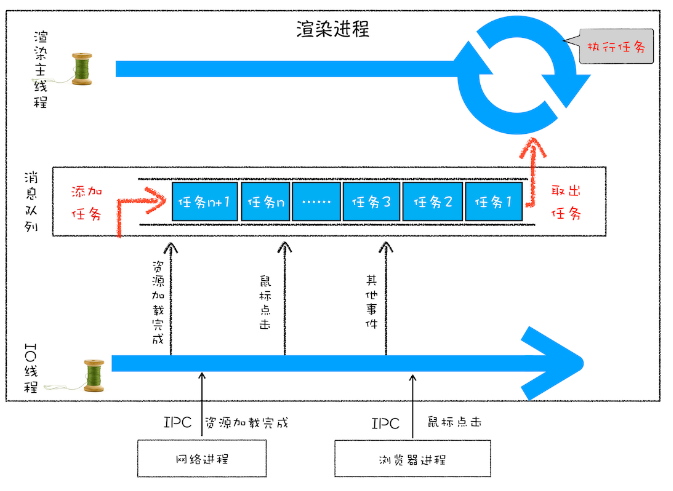 渲染进程
渲染主线程
执行任务
消息队列
添加
任务
任务n+1
任务n
……
任务3
任务2
任务1
取出
任务
资源加载完成
鼠标点击
其他事件
IO线程
IPC 资源加载完成
IPC 鼠标点击
网络进程
浏览器进程